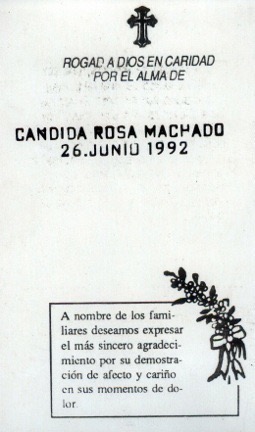 ROGAD A DIOS EN CARIDAD
POR EL ALMA DE
CANDIDA ROSA MACHADO
26.JUNIO 1992
A nombre de los fami-
liares deseamos expresar
el más sincero agradeci-
miento por su demostra-
ción de afecto y cariño
en sus momentos de do-
lor